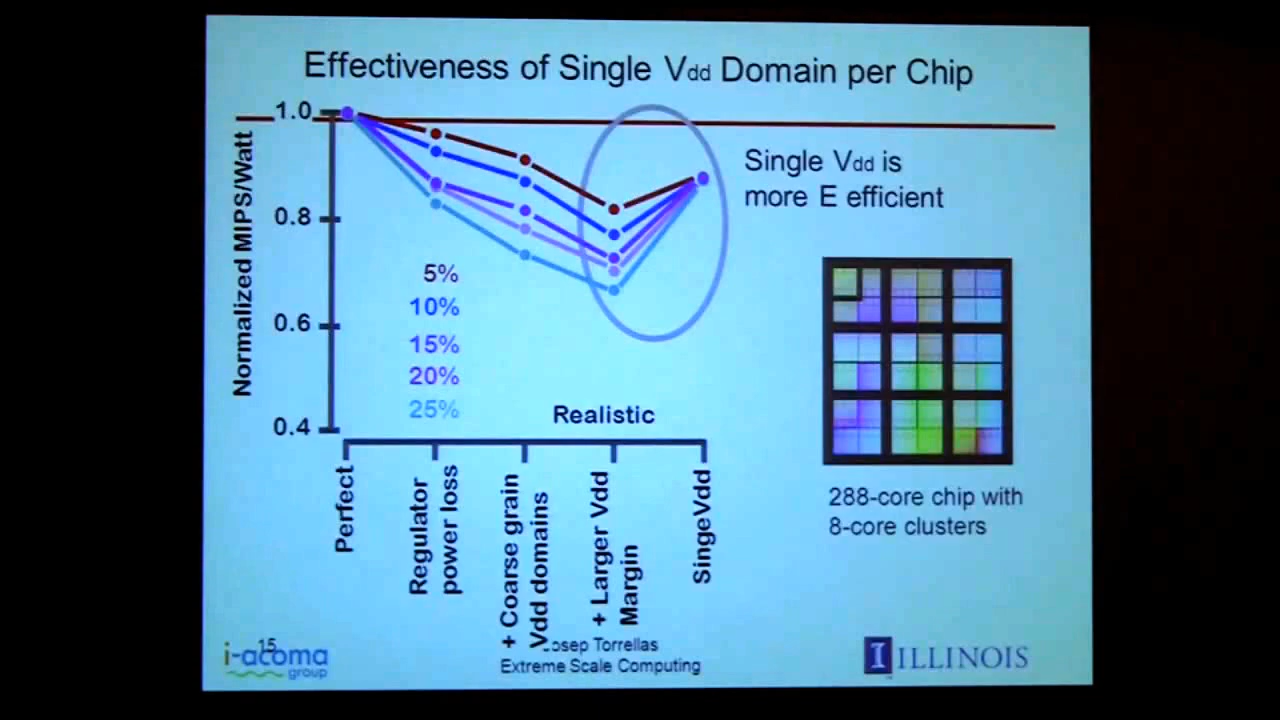 Effectiveness of Single Vdd Domain per Chip
Normalized MIPS/Watt
1.0
0.8
0.6
0.4
5%
10%
15%
20%
25%
Realistic
Perfect
Regulator
power loss
+ Coarse grain
Vdd domains
+ Larger Vdd
Margin
SingeVdd
Single Vdd is
more E efficient
288-core chip with
8-core clusters
15
i-acoma
group
Josep Torrellas
Extreme Scale Computing
I ILLINOIS